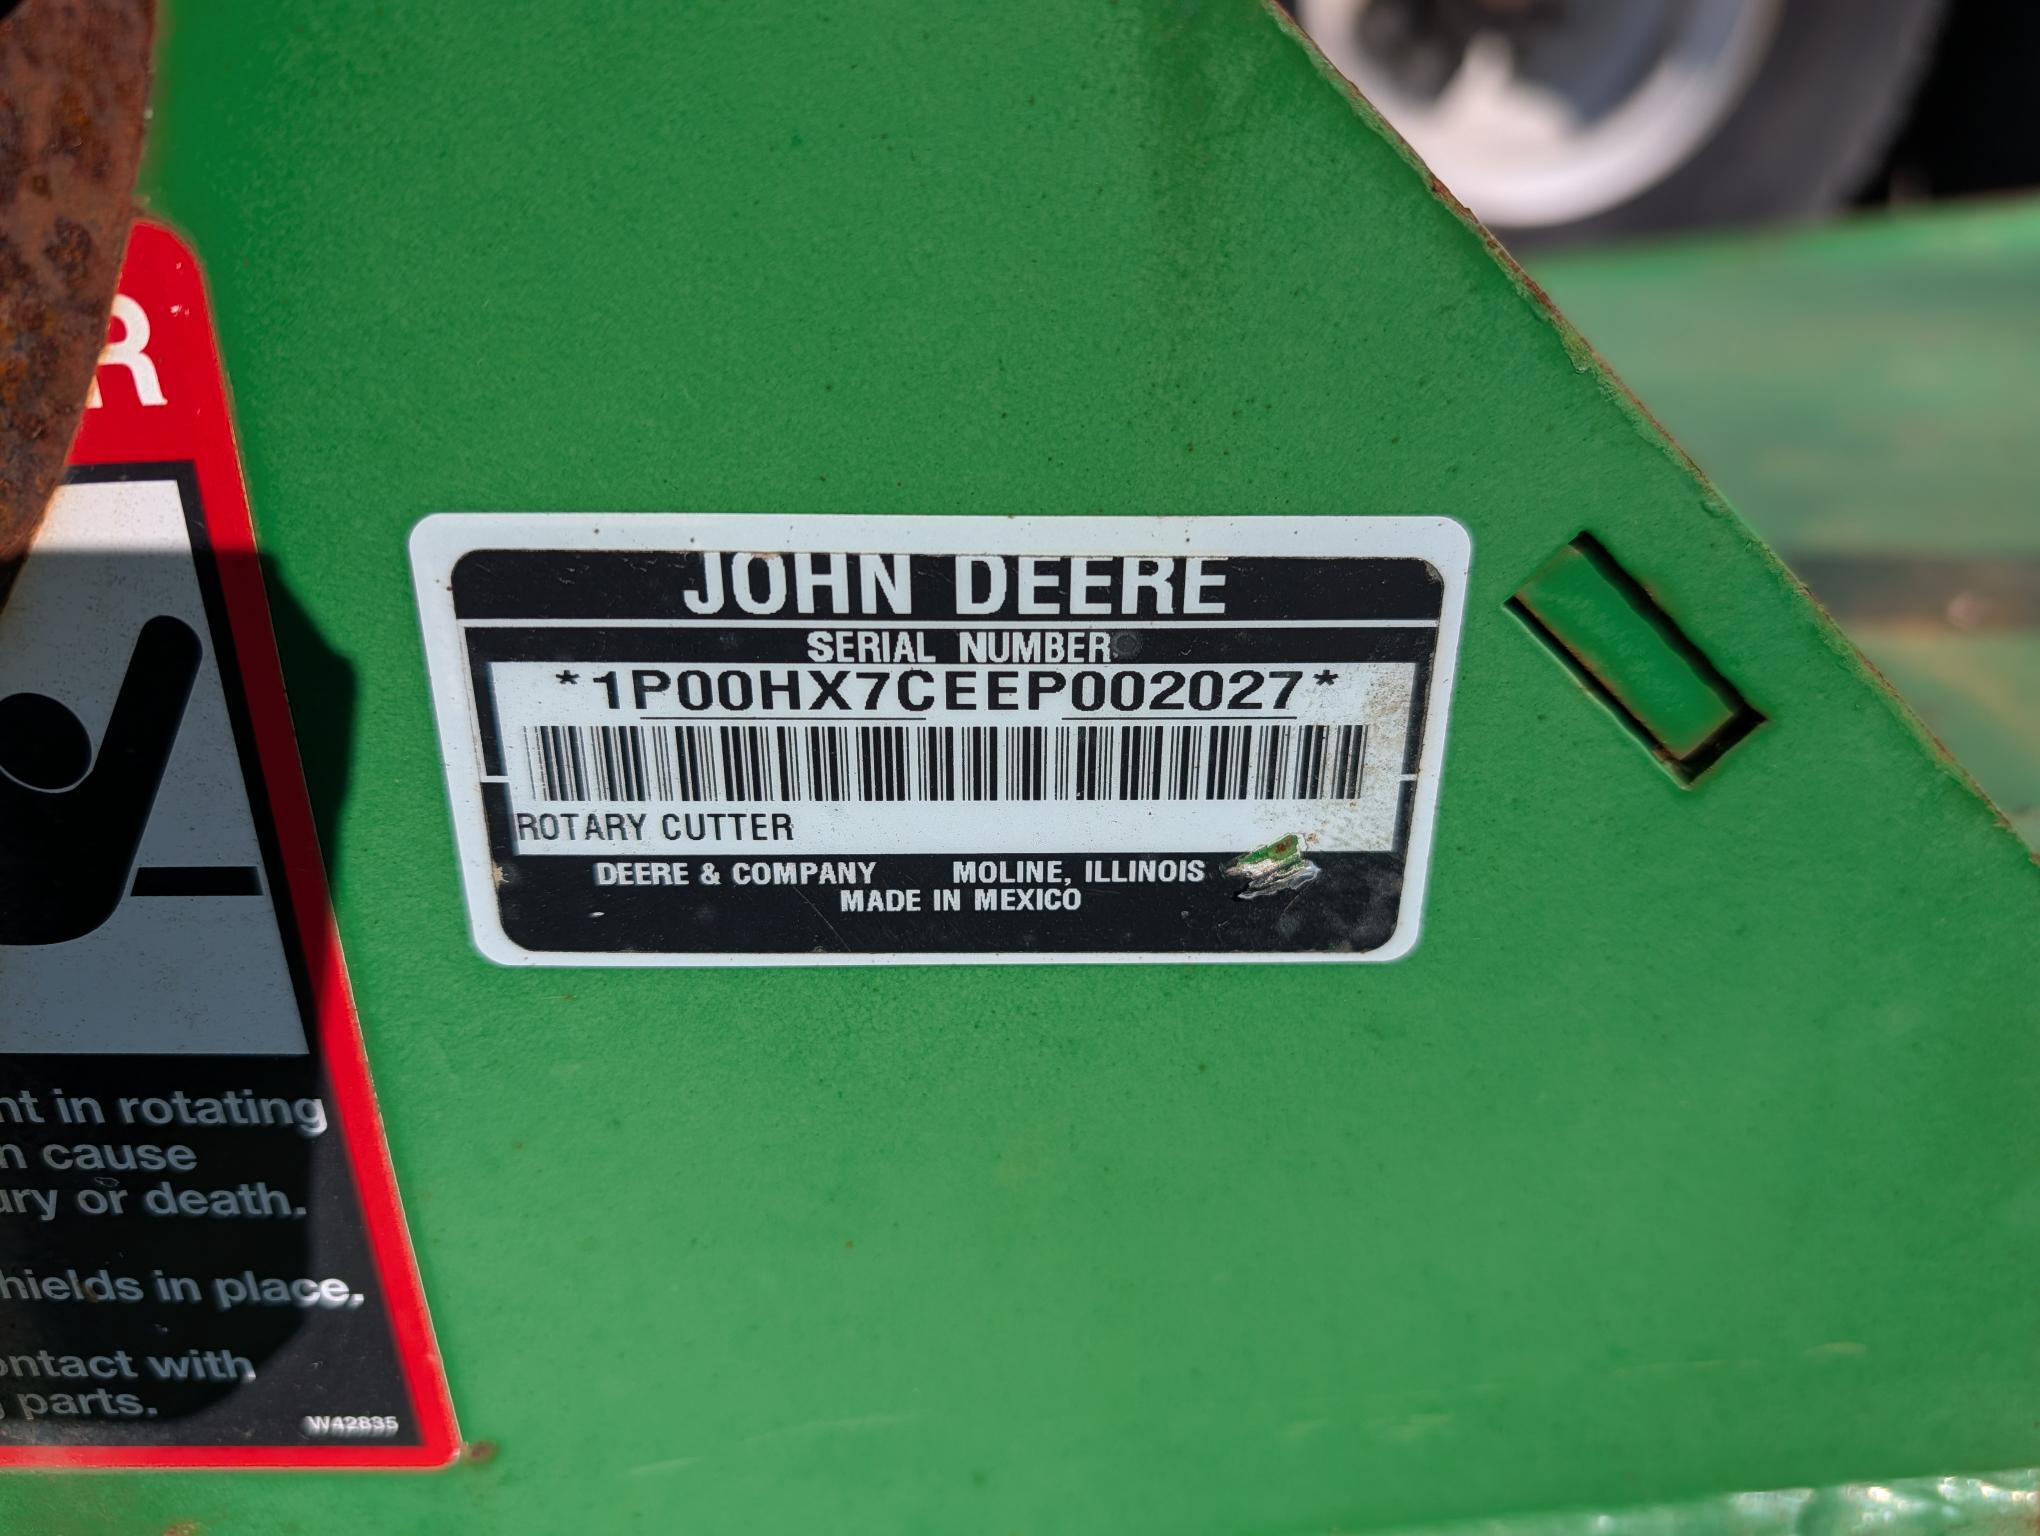 R
JOHN DEERE
SERIAL NUMBER
*1P00HX7CEEP002027*
ROTARY CUTTER
DEERE & COMPANY MOLINE, ILLINOIS
MADE IN MEXICO
nt in rotating
n cause
ury or death.
hields in place.
ontact with
parts.
W42835